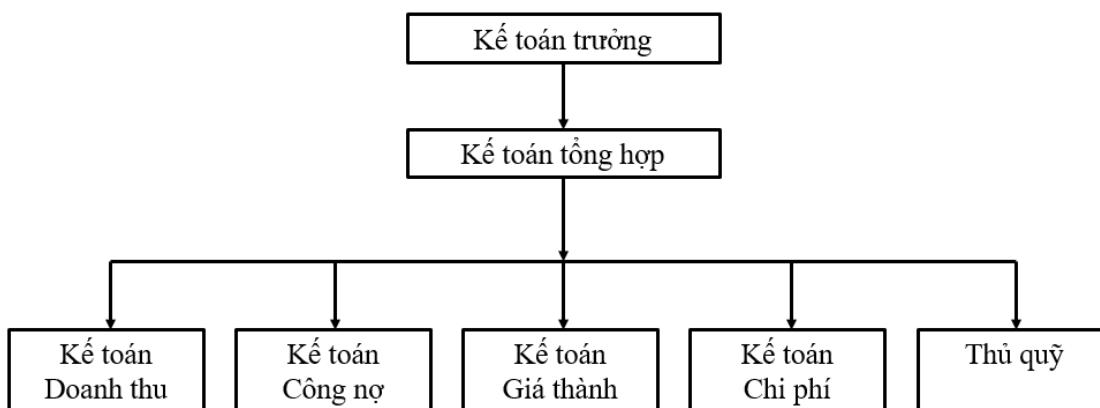 Kế toán trưởng
Kế toán tổng hợp
Kế toán
Doanh thu
Kế toán
Công nợ
Kế toán
Giá thành
Kế toán
Chi phí
Thủ quỹ